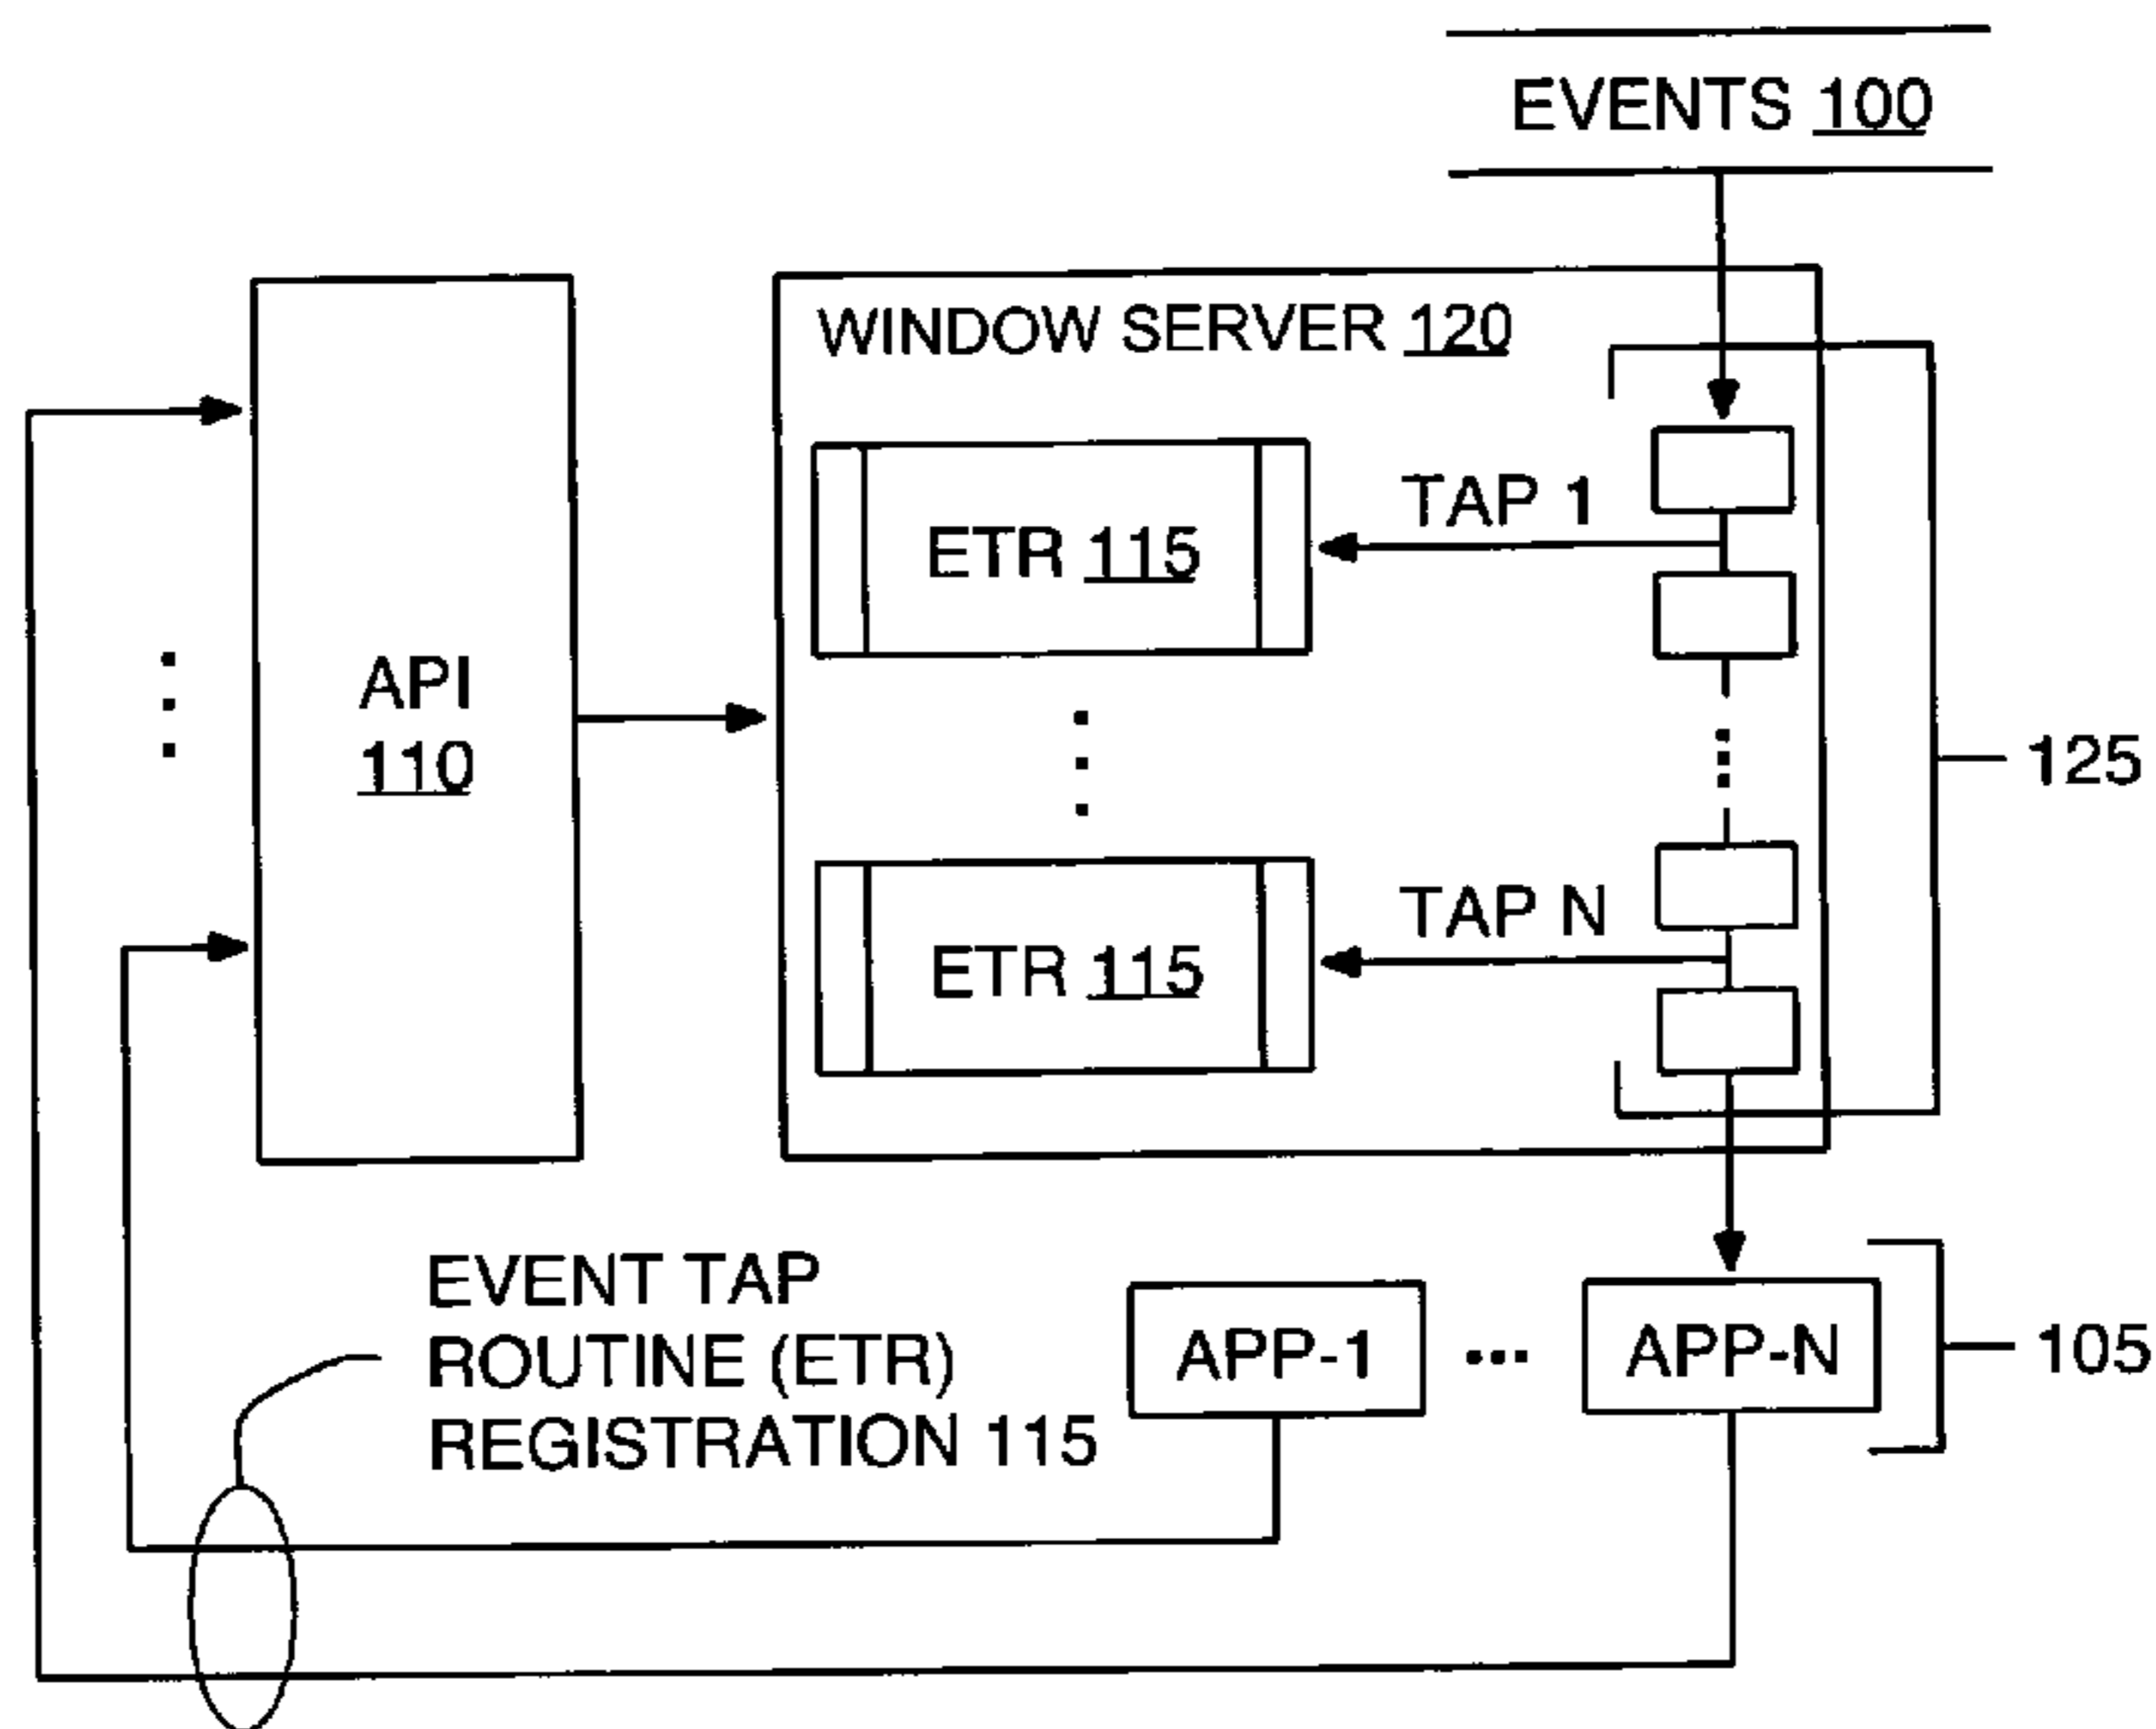 EVENTS 100
WINDOW SERVER 120
TAP 1
ETR 115
API
110
125
TAP N
ETR 115
EVENT TAP
ROUTINE (ETR)
REGISTRATION 115
APP-1 ••• APP-N
105